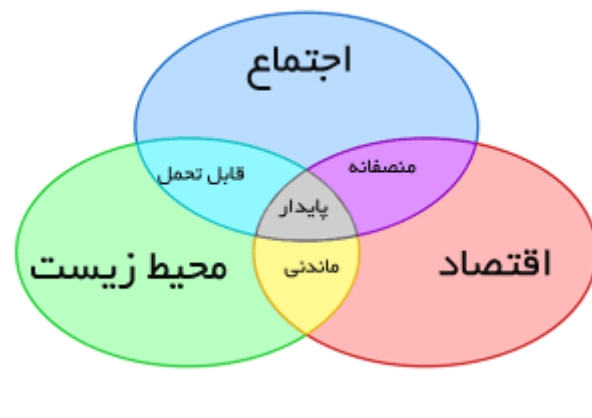 اجتماع
منصفانه
قابل تحمل
پایدار
اقتصاد
ماندنی
محیط زیست